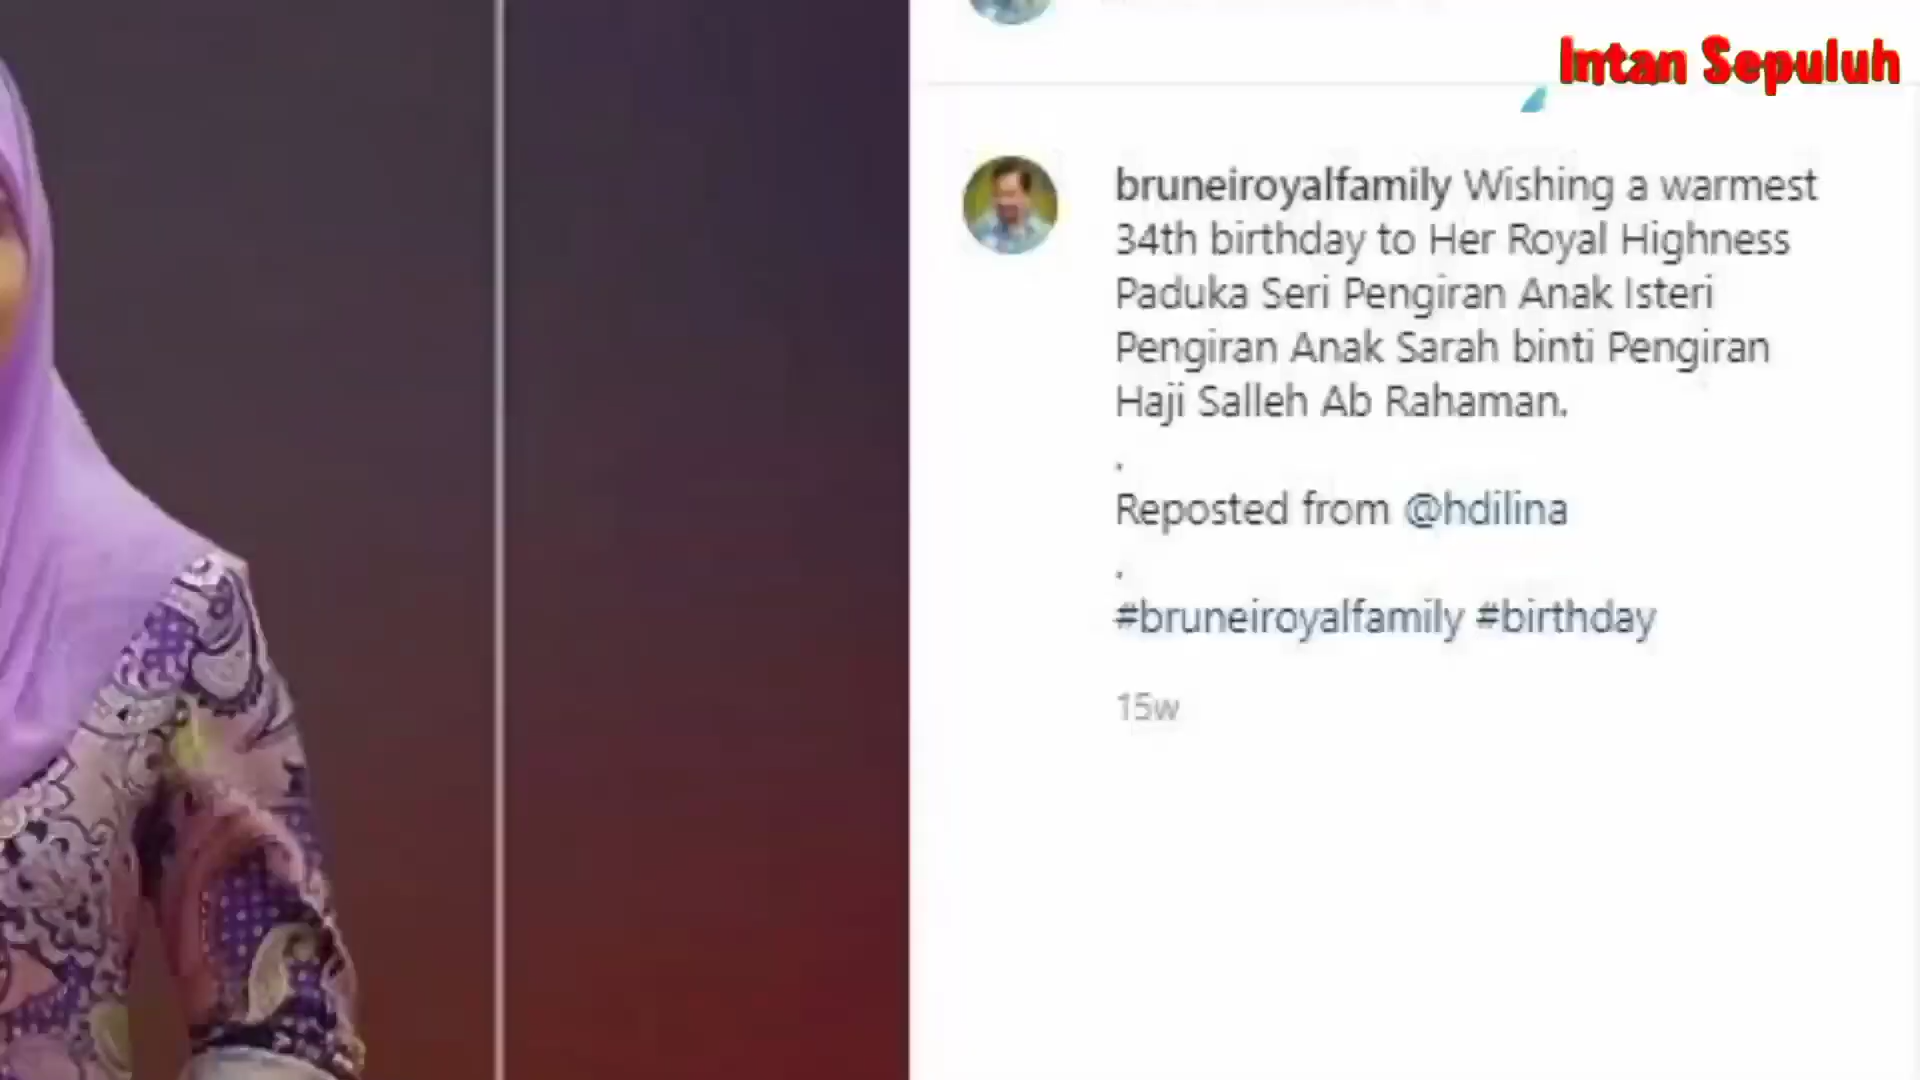 Intan Sepuluh
bruneiroyalfamily Wishing a warmest
34th birthday to Her Royal Highness
Paduka Seri Pengiran Anak Isteri
Pengiran Anak Sarah binti Pengiran
Haji Salleh Ab Rahaman.
.
Reposted from @hdilina
.
#bruneiroyalfamily #birthday
15w